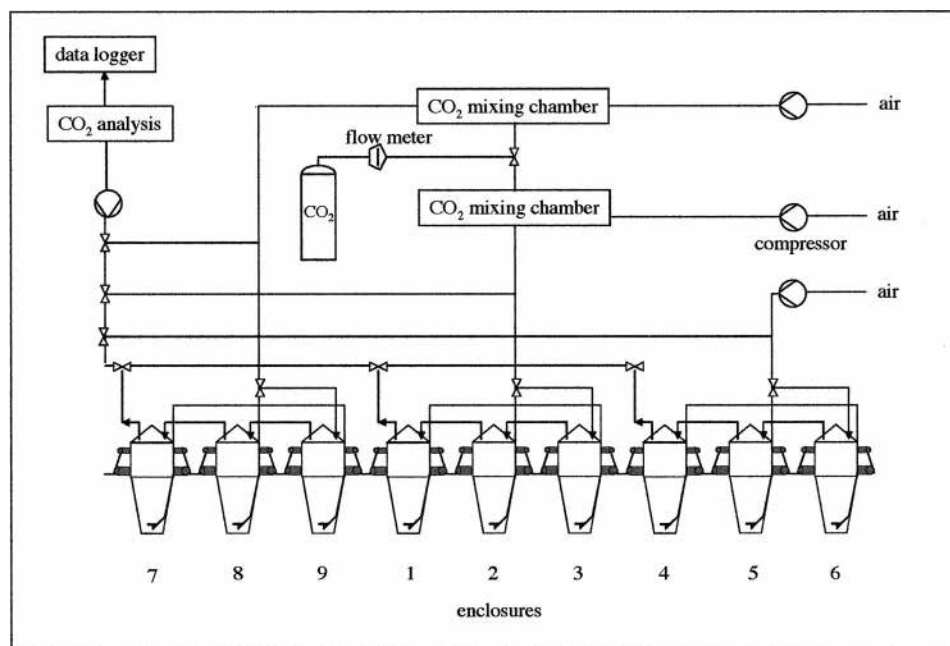 data logger
CO₂ analysis
CO₂ mixing chamber
air
flow meter
CO₂
CO₂ mixing chamber
air
compressor
air
7 8 9 1 2 3 4 5 6
enclosures